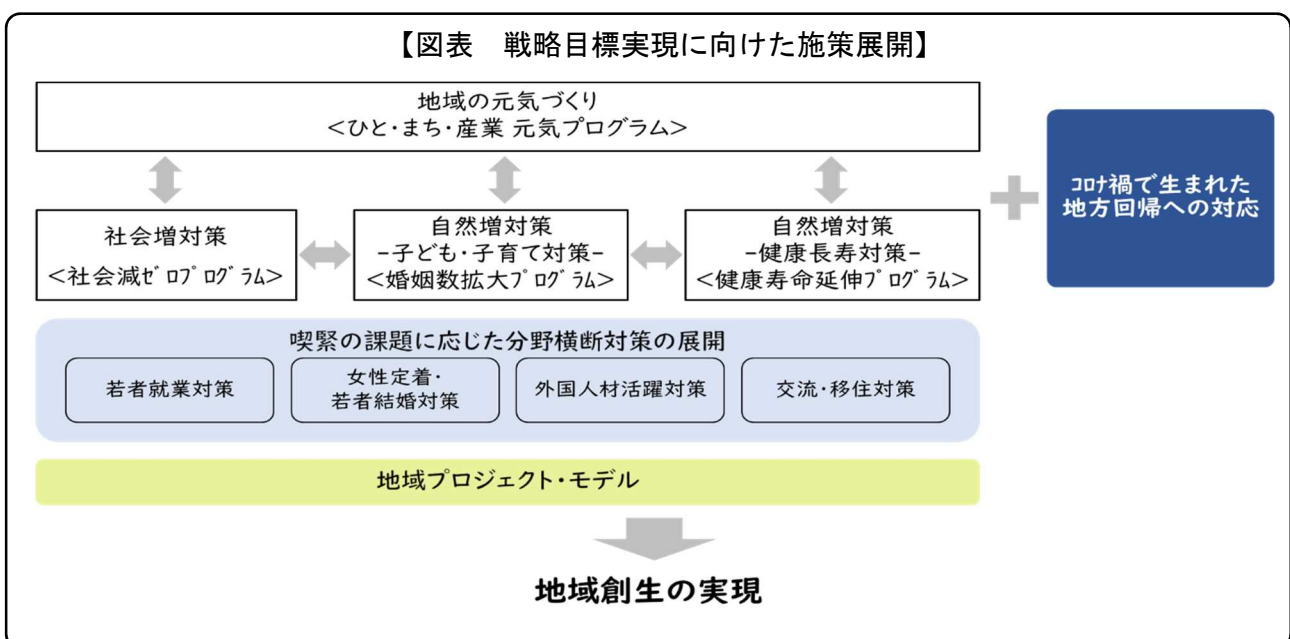 【図表　戦略目標実現に向けた施策展開】
地域の元気づくり
<ひと・まち・産業 元気プログラム>
コロナ禍で生まれた
地方回帰への対応
社会増対策
<社会減ｾﾞﾛﾌﾟﾛｸﾞﾗﾑ>
自然増対策
-子ども・子育て対策-
<婚姻数拡大ﾌﾟﾛｸﾞﾗﾑ>
自然増対策
-健康長寿対策-
<健康寿命延伸ﾌﾟﾛｸﾞﾗﾑ>
喫緊の課題に応じた分野横断対策の展開
若者就業対策
女性定着・
若者結婚対策
外国人材活躍対策
交流・移住対策
地域プロジェクト・モデル
地域創生の実現